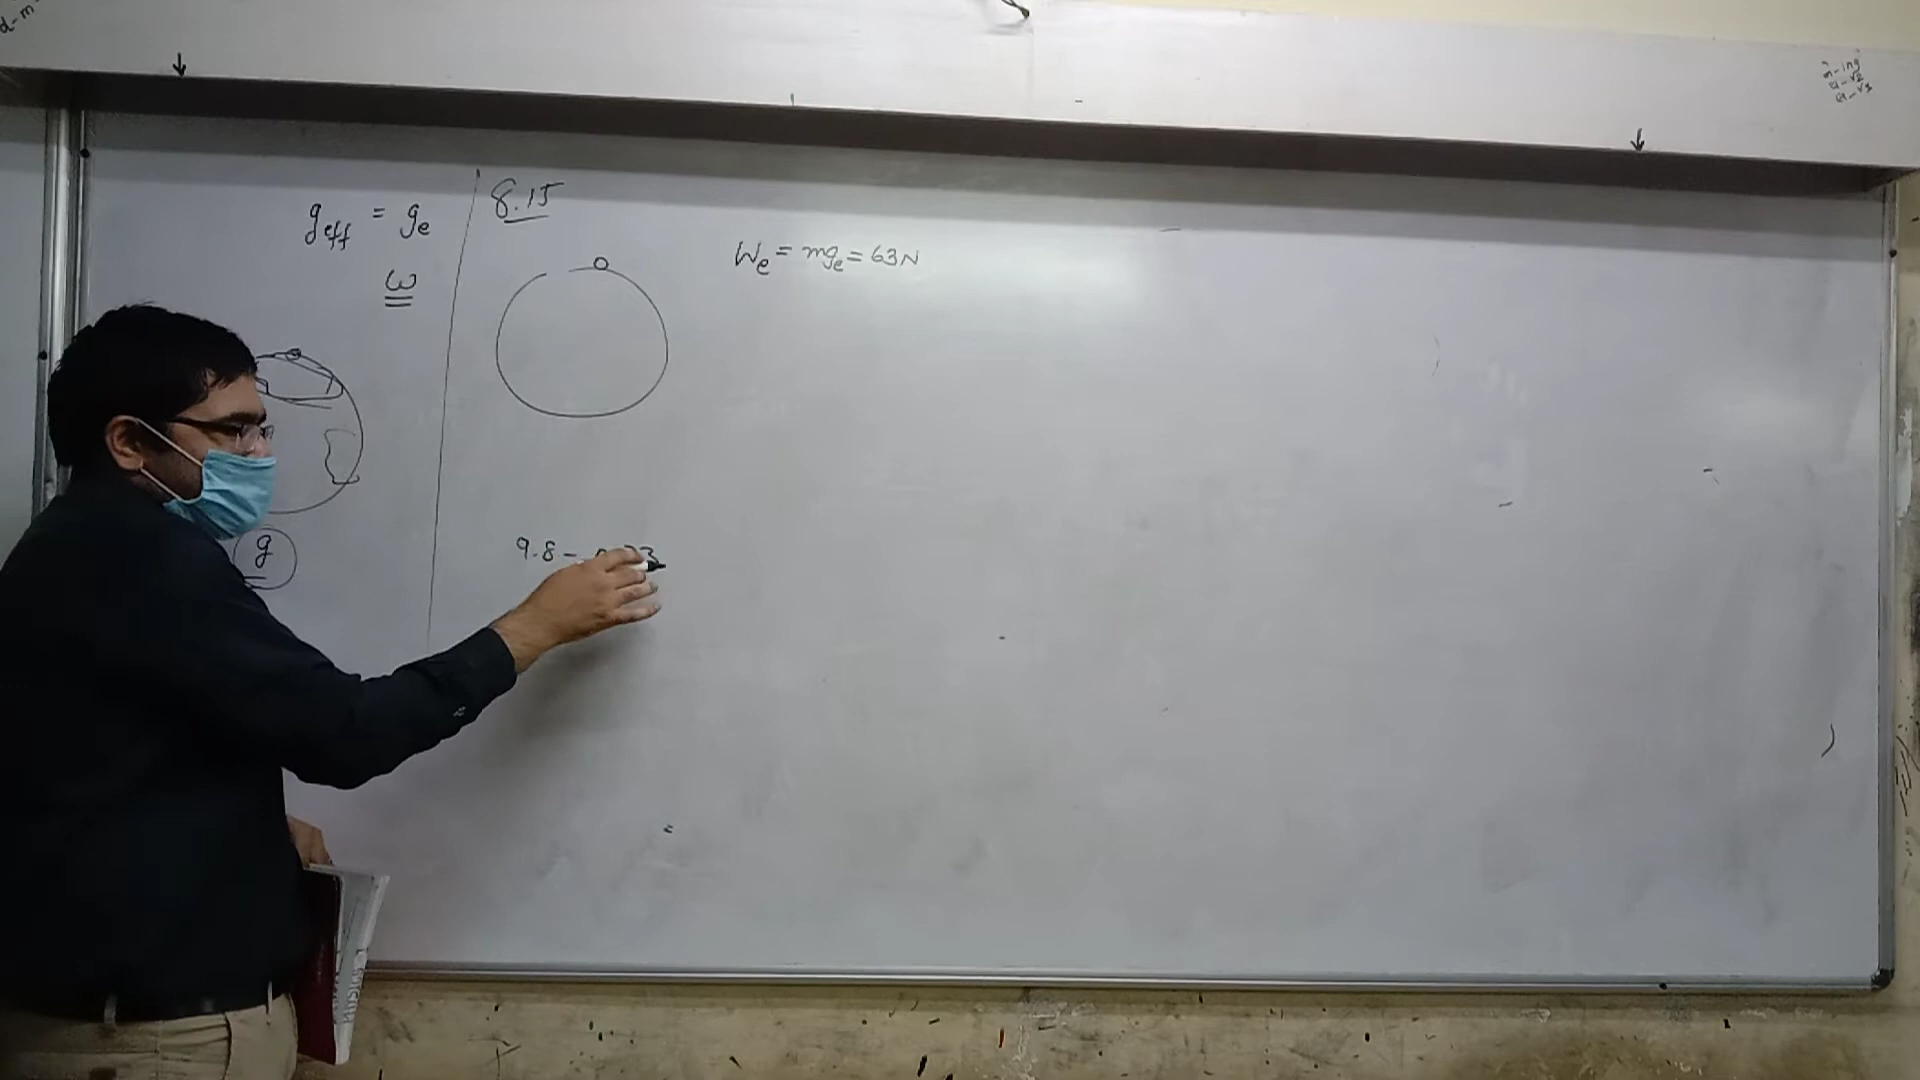 d-m
g_eff = g_e
ω
g
8.15
W_e = mg_e = 63N
9.8 -